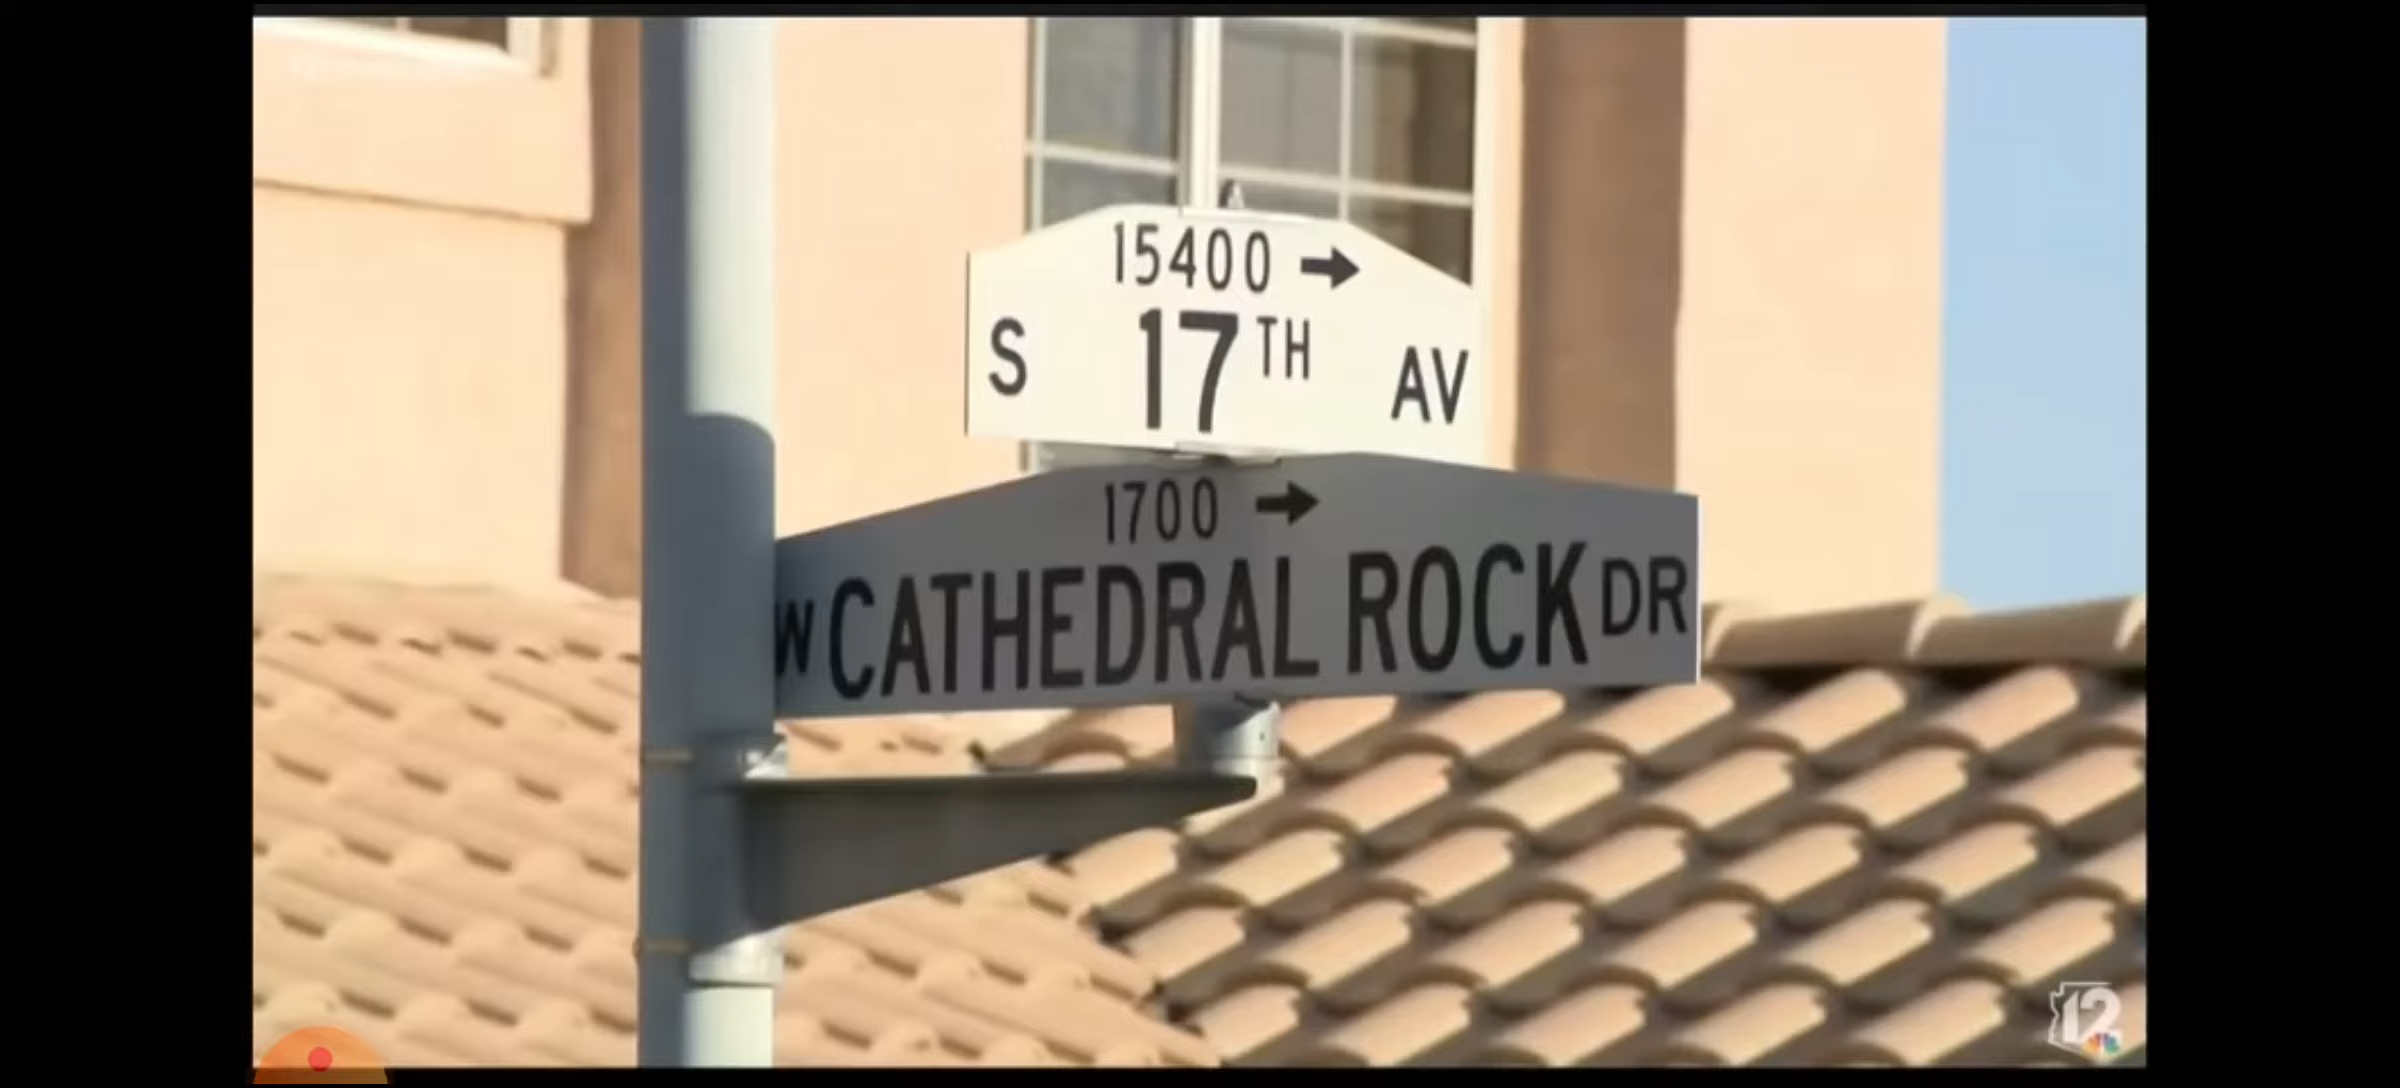 15400 →
S 17TH AV
1700 →
W CATHEDRAL ROCK DR
12